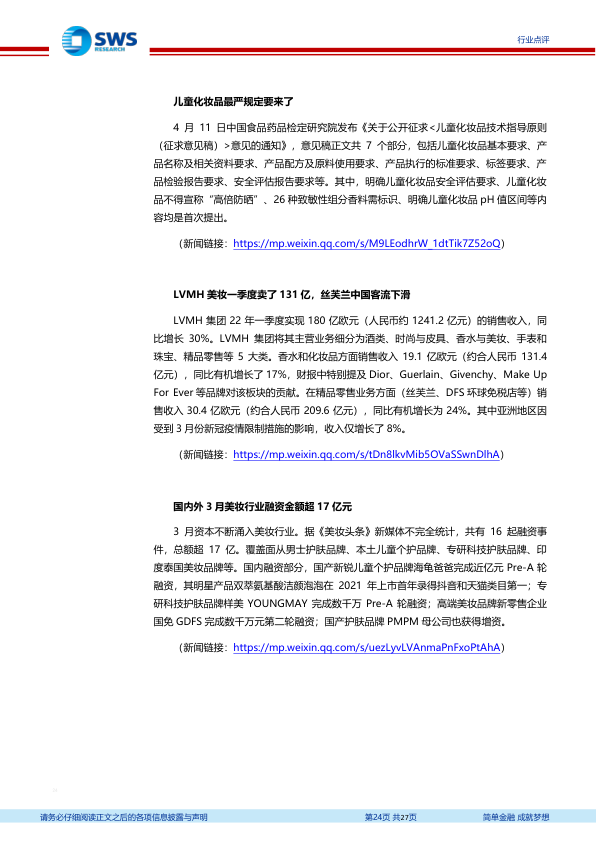 SWS
RESEARCH
行业点评
儿童化妆品最严规定要来了
4 月 11 日中国食品药品检定研究院发布《关于公开征求<儿童化妆品技术指导原则
（征求意见稿）>意见的通知》，意见稿正文共 7 个部分，包括儿童化妆品基本要求、产
品名称及相关资料要求、产品配方及原料使用要求、产品执行的标准要求、标签要求、产
品检验报告要求、安全评估报告要求等。其中，明确儿童化妆品安全评估要求、儿童化妆
品不得宣称“高倍防晒”、26 种致敏性组分香料需标识、明确儿童化妆品 pH 值区间等内
容均是首次提出。
（新闻链接：https://mp.weixin.qq.com/s/M9LEodhrW_1dtTik7Z52oQ）
LVMH 美妆一季度卖了 131 亿，丝芙兰中国客流下滑
LVMH 集团 22 年一季度实现 180 亿欧元（人民币约 1241.2 亿元）的销售收入，同
比增长 30%。LVMH 集团将其主营业务细分为酒类、时尚与皮具、香水与美妆、手表和
珠宝、精品零售等 5 大类。香水和化妆品方面销售收入 19.1 亿欧元（约合人民币 131.4
亿元），同比有机增长了 17%，财报中特别提及 Dior、Guerlain、Givenchy、Make Up
For Ever 等品牌对该板块的贡献。在精品零售业务方面（丝芙兰、DFS 环球免税店等）销
售收入 30.4 亿欧元（约合人民币 209.6 亿元），同比有机增长为 24%。其中亚洲地区因
受到 3 月份新冠疫情限制措施的影响，收入仅增长了 8%。
（新闻链接：https://mp.weixin.qq.com/s/tDn8lkvMib5OVaSSwnDlhA）
国内外 3 月美妆行业融资金额超 17 亿元
3 月资本不断涌入美妆行业。据《美妆头条》新媒体不完全统计，共有 16 起融资事
件，总额超 17 亿。覆盖面从男士护肤品牌、本土儿童个护品牌、专研科技护肤品牌、印
度泰国美妆品牌等。国内融资部分，国产新锐儿童个护品牌海龟爸爸完成近亿元 Pre-A 轮
融资，其明星产品双萃氨基酸洁颜泡泡在 2021 年上市首年录得抖音和天猫类目第一；专
研科技护肤品牌样美 YOUNGMAY 完成数千万 Pre-A 轮融资；高端美妆品牌新零售企业
国免 GDFS 完成数千万元第二轮融资；国产护肤品牌 PMPM 母公司也获得增资。
（新闻链接：https://mp.weixin.qq.com/s/uezLyvLVAnmaPnFxoPtAhA）
请务必仔细阅读正文之后的各项信息披露与声明
第24页 共27页
简单金融 成就梦想